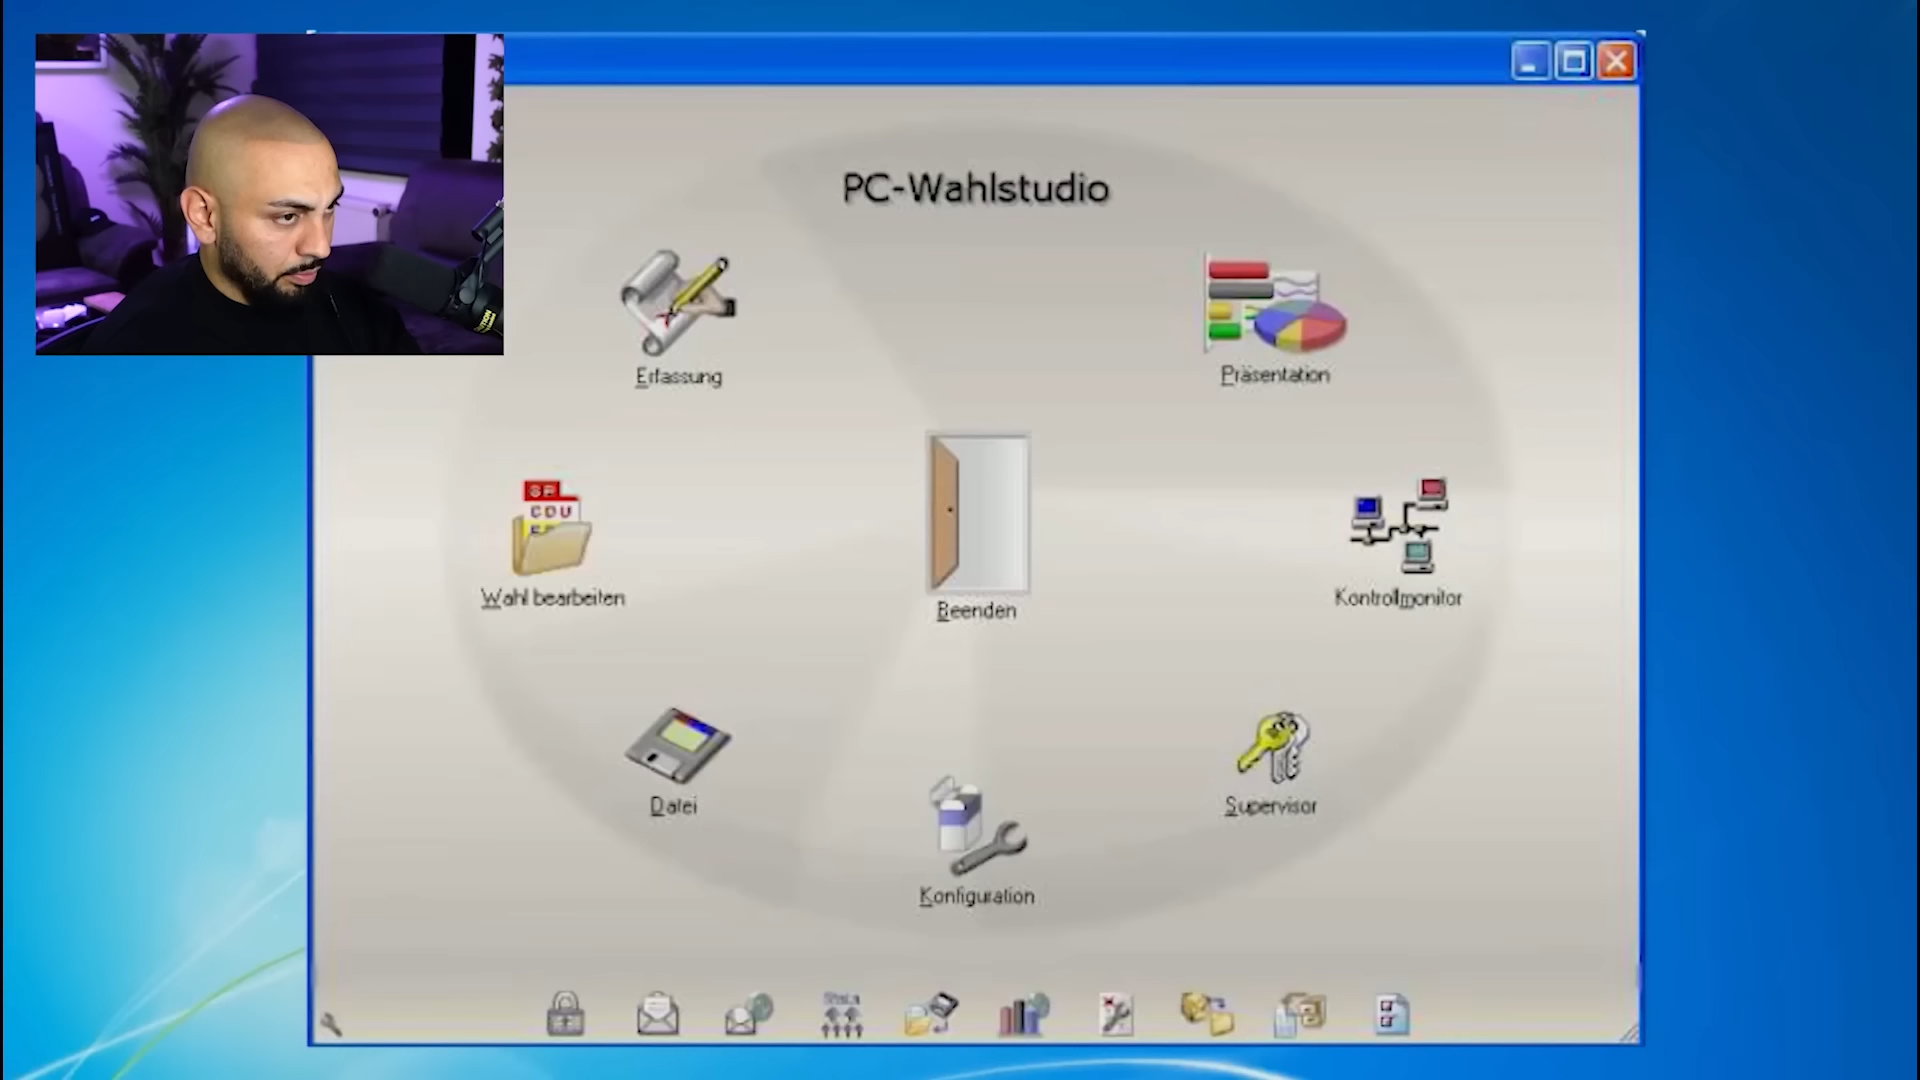 PC-Wahlstudio
Erfassung
Präsentation
CDU
Wahl bearbeiten
Beenden
Kontrollmonitor
Datei
Supervisor
Konfiguration